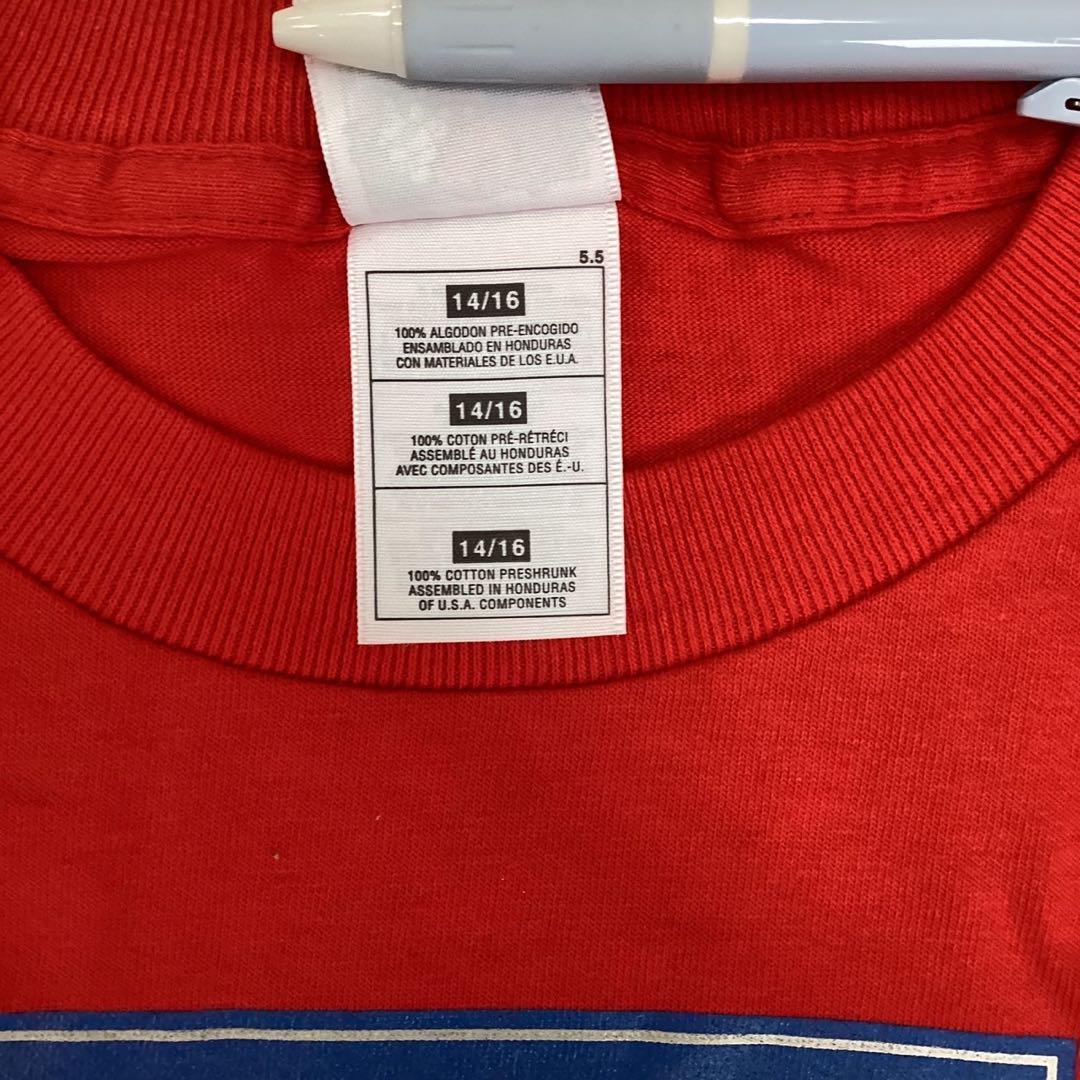 5.5
14/16
100% ALGODON PRE-ENCOGIDO
ENSAMBLADO EN HONDURAS
CON MATERIALES DE LOS E.U.A.
14/16
100% COTON PRÉ-RÉTRÉCI
ASSEMBLÉ AU HONDURAS
AVEC COMPOSANTES DES É.-U.
14/16
100% COTTON PRESHRUNK
ASSEMBLED IN HONDURAS
OF U.S.A. COMPONENTS